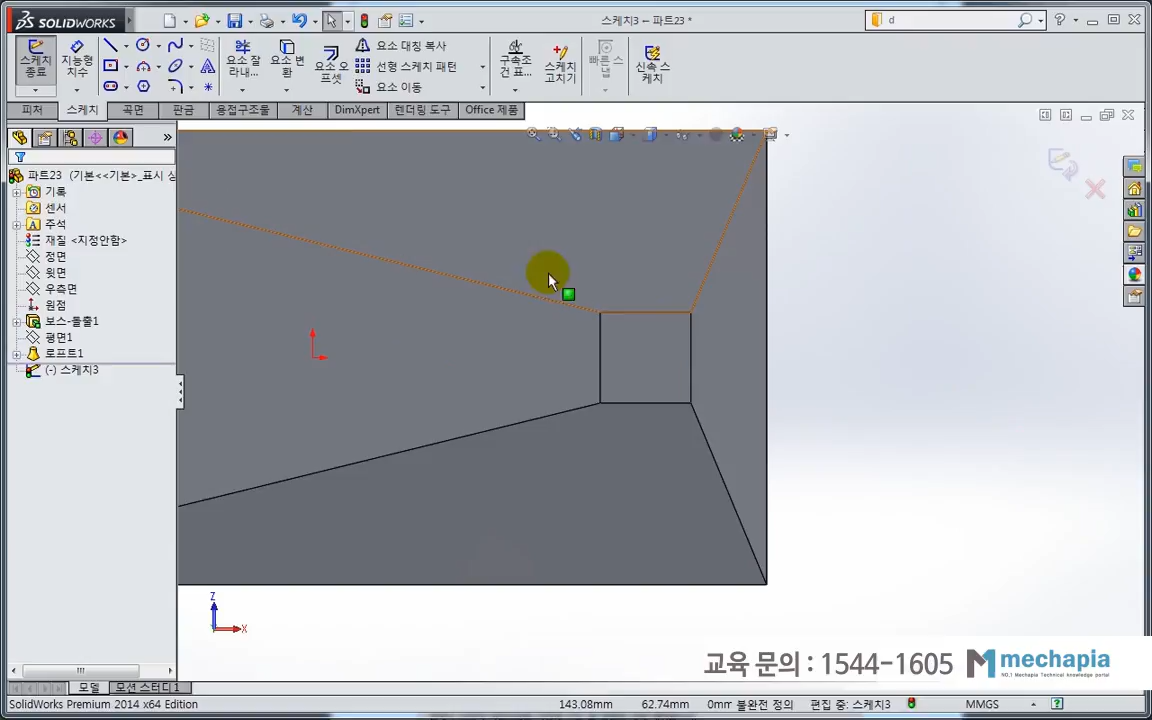 SOLIDWORKS
스케치3 – 파트23 *
d
스케치
종료
지능형
치수
요소 잘
라내...
요소 변
환
요소 오
프셋
요소 대칭 복사
선형 스케치 패턴
요소 이동
구속조
건 표...
스케치
고치기
빠른 스
냅
신속 스
케치
피처
스케치
곡면
판금
용접구조물
계산
DimXpert
렌더링 도구
Office 제품
파트23 (기본<<기본>_표시 상
기록
센서
주석
재질 <지정안함>
정면
윗면
우측면
원점
보스-돌출1
평면1
로프트1
(-) 스케치3
Z
X
교육 문의 : 1544-1605
mechapia
NO.1 Mechapia Technical knowledge portal
모델
모션 스터디 1
SolidWorks Premium 2014 x64 Edition
143.08mm
62.74mm
0mm
불완전 정의
편집 중: 스케치3
MMGS